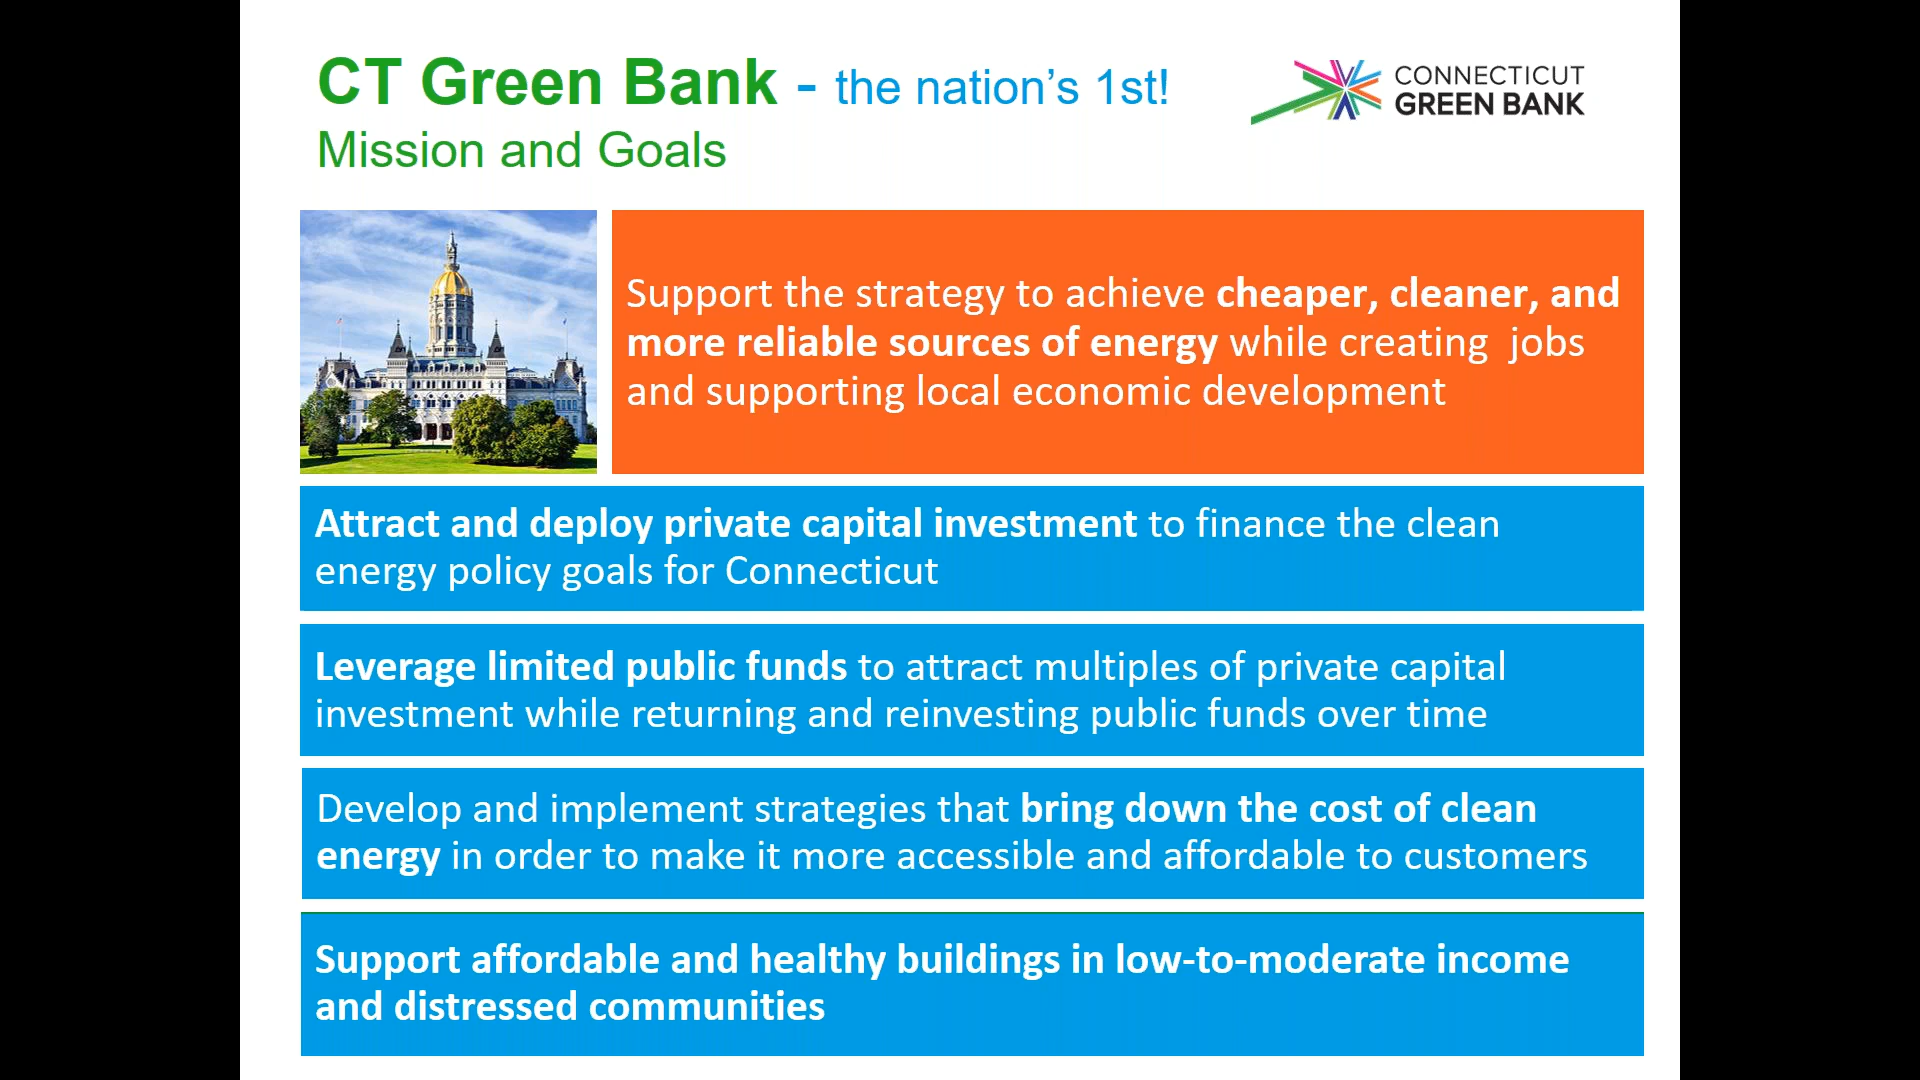 CT Green Bank - the nation's 1st!
Mission and Goals
CONNECTICUT
GREEN BANK
Support the strategy to achieve cheaper, cleaner, and
more reliable sources of energy while creating jobs
and supporting local economic development
Attract and deploy private capital investment to finance the clean
energy policy goals for Connecticut
Leverage limited public funds to attract multiples of private capital
investment while returning and reinvesting public funds over time
Develop and implement strategies that bring down the cost of clean
energy in order to make it more accessible and affordable to customers
Support affordable and healthy buildings in low-to-moderate income
and distressed communities